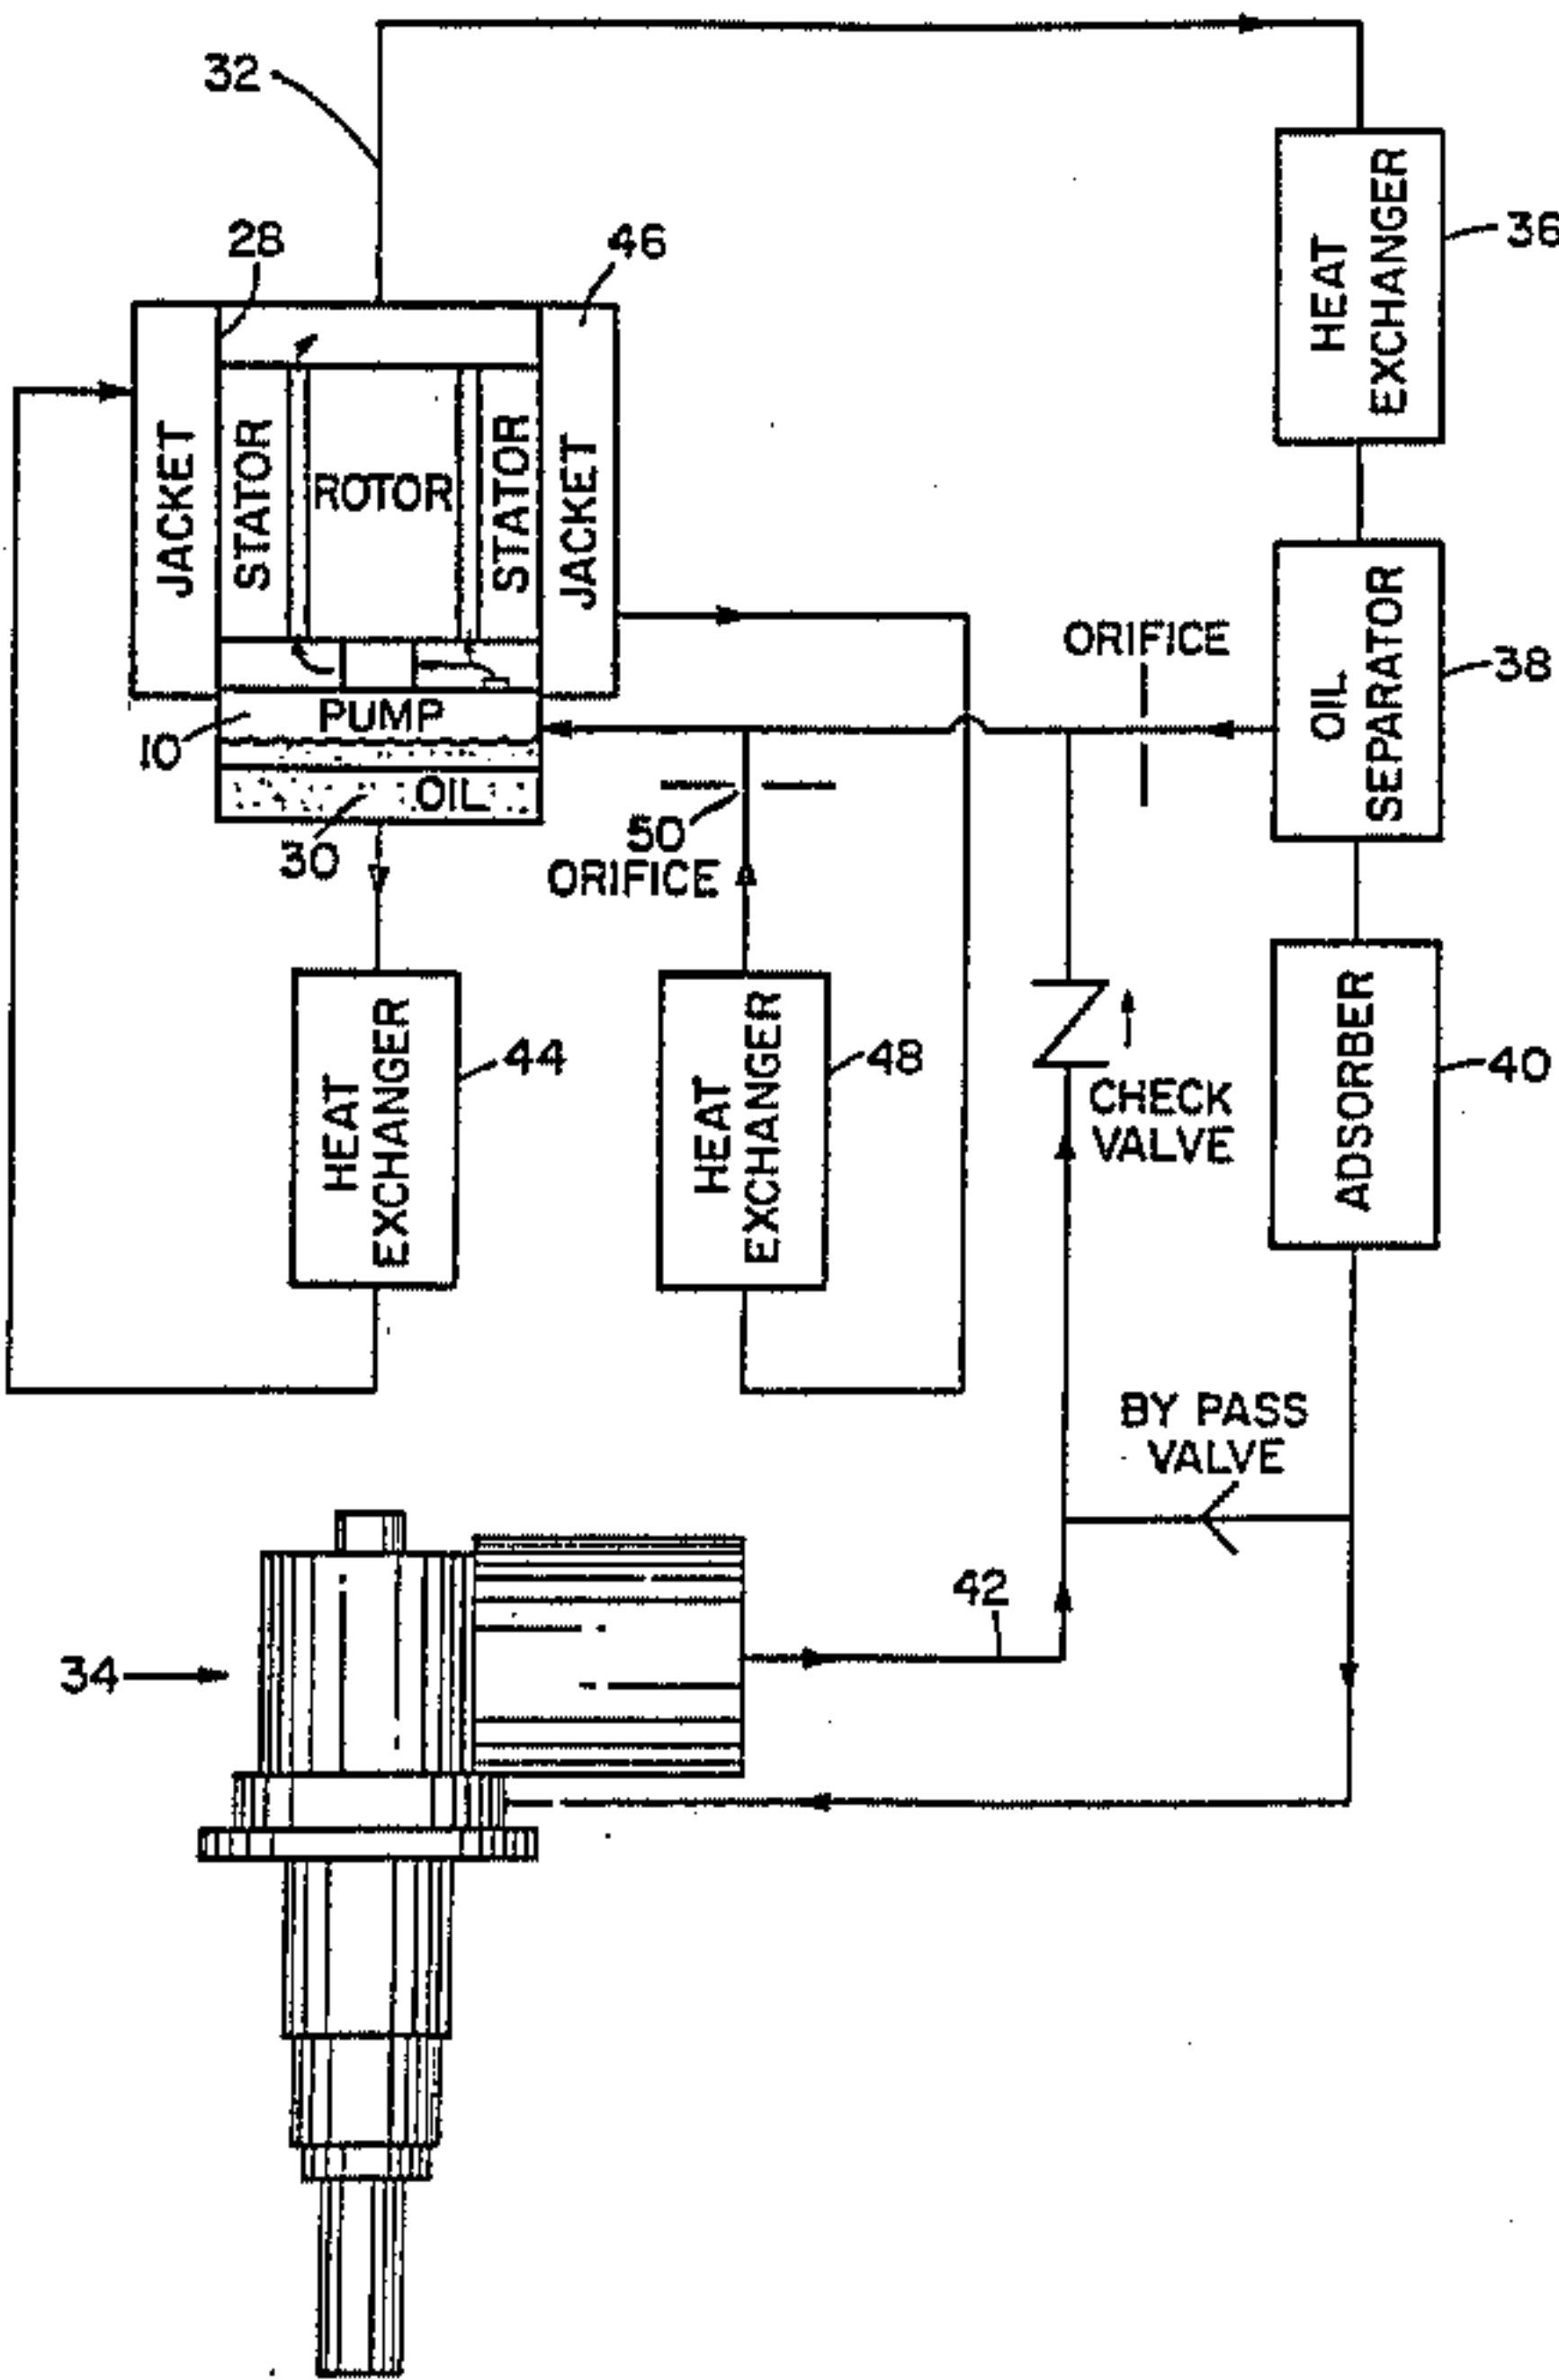 32
28
46
HEAT
EXCHANGER
36
JACKET
STATOR
ROTOR
STATOR
JACKET
ORIFICE
OIL
SEPARATOR
38
PUMP
10
OIL
30
50
ORIFICE
HEAT
EXCHANGER
44
HEAT
EXCHANGER
48
CHECK
VALVE
ADSORBER
40
BY PASS
VALVE
42
34